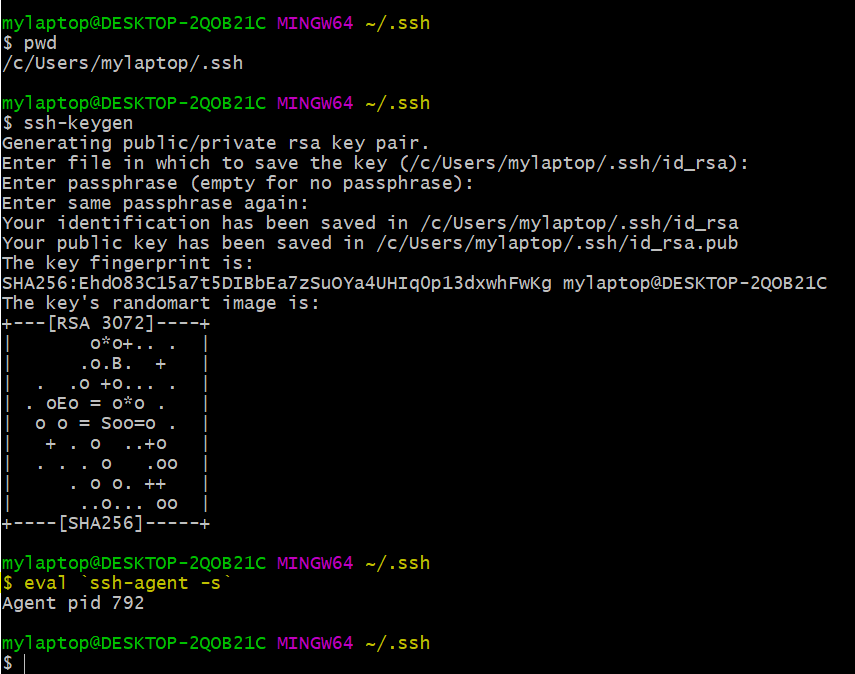 mylaptop@DESKTOP-2QOB21C MINGW64 ~/.ssh
$ pwd
/c/Users/mylaptop/.ssh
mylaptop@DESKTOP-2QOB21C MINGW64 ~/.ssh
$ ssh-keygen
Generating public/private rsa key pair.
Enter file in which to save the key (/c/Users/mylaptop/.ssh/id_rsa):
Enter passphrase (empty for no passphrase):
Enter same passphrase again:
Your identification has been saved in /c/Users/mylaptop/.ssh/id_rsa
Your public key has been saved in /c/Users/mylaptop/.ssh/id_rsa.pub
The key fingerprint is:
SHA256:EhdO83C15a7t5DIBbEa7zSuOYa4UHIqOp13dxwhFwKg mylaptop@DESKTOP-2QOB21C
The key's randomart image is:
+---[RSA 3072]----+
|        o*o+.. .  |
|       .o.B.  +   |
|   .  .o +o... .  |
| . oEo = o*o .    |
|  o o = Soo=o .   |
|   + . o  ..+o    |
|  . . . o   .oo   |
|      . o o. ++   |
|       ..o... oo  |
+----[SHA256]-----+
mylaptop@DESKTOP-2QOB21C MINGW64 ~/.ssh
$ eval `ssh-agent -s`
Agent pid 792
mylaptop@DESKTOP-2QOB21C MINGW64 ~/.ssh
$